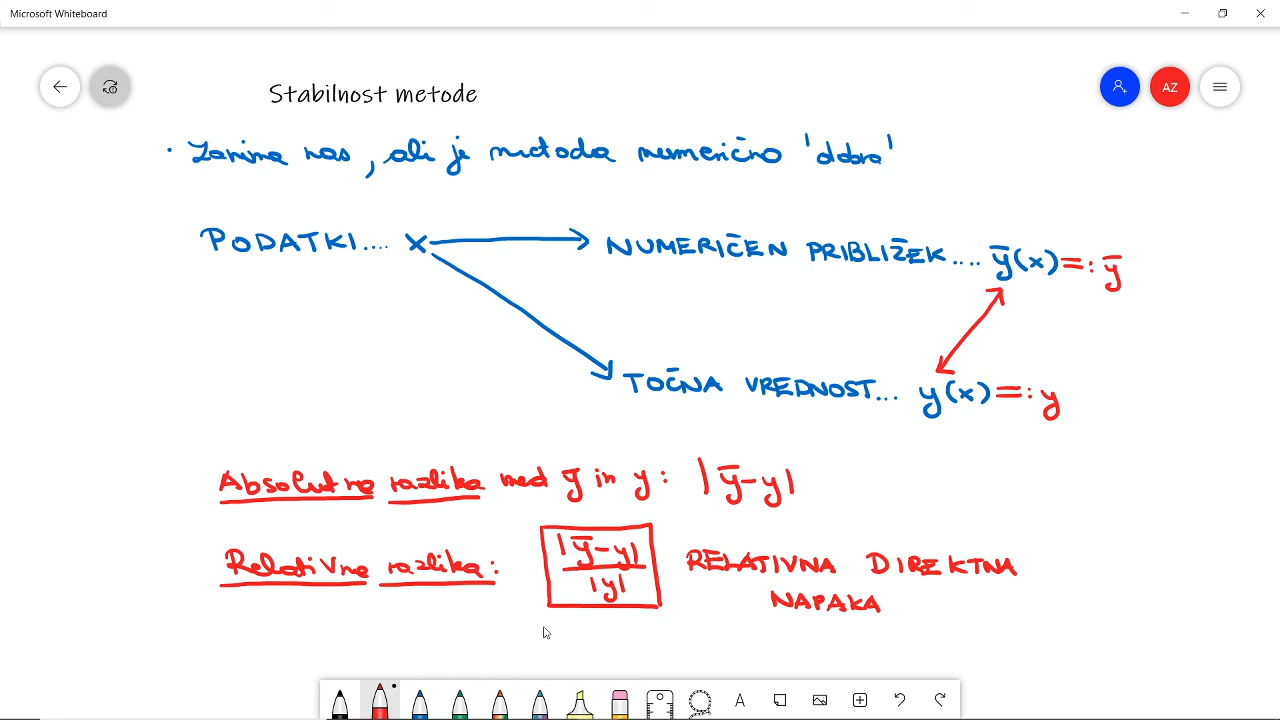 Microsoft Whiteboard
AZ
Stabilnost metode
· Zanima nas, ali je metoda numerično 'dobra'
PODATKI.... x
NUMERIČEN PRIBLIŽEK.... ȳ(x) =: ȳ
TOČNA VREDNOST... y(x) =: y
Absolutna razlika med ȳ in y: |ȳ-y|
Relativna razlika: |ȳ-y| / |y| RELATIVNA DIREKTNA
NAPAKA
A